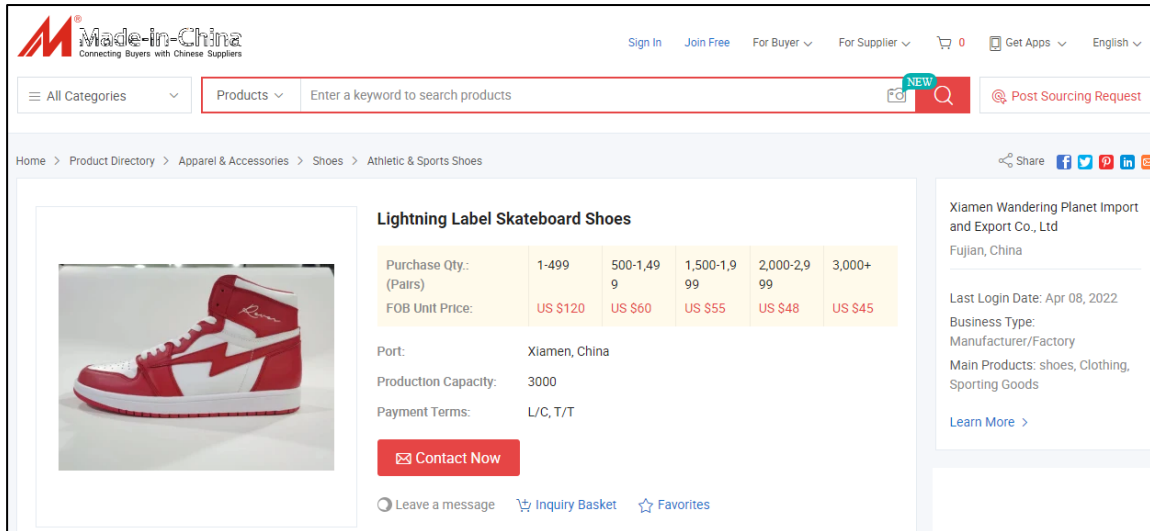 Made-in-China
Connecting Buyers with Chinese Suppliers
Sign In Join Free For Buyer For Supplier 0 Get Apps English
All Categories Products Enter a keyword to search products NEW Post Sourcing Request
Home > Product Directory > Apparel & Accessories > Shoes > Athletic & Sports Shoes Share
Lightning Label Skateboard Shoes
Purchase Qty.: 1-499 500-1,49 1,500-1,9 2,000-2,9 3,000+
(Pairs) 9 99 99
FOB Unit Price: US $120 US $60 US $55 US $48 US $45
Port: Xiamen, China
Production Capacity: 3000
Payment Terms: L/C, T/T
Contact Now
Leave a message Inquiry Basket Favorites
Xiamen Wandering Planet Import
and Export Co., Ltd
Fujian, China
Last Login Date: Apr 08, 2022
Business Type:
Manufacturer/Factory
Main Products: shoes, Clothing,
Sporting Goods
Learn More >